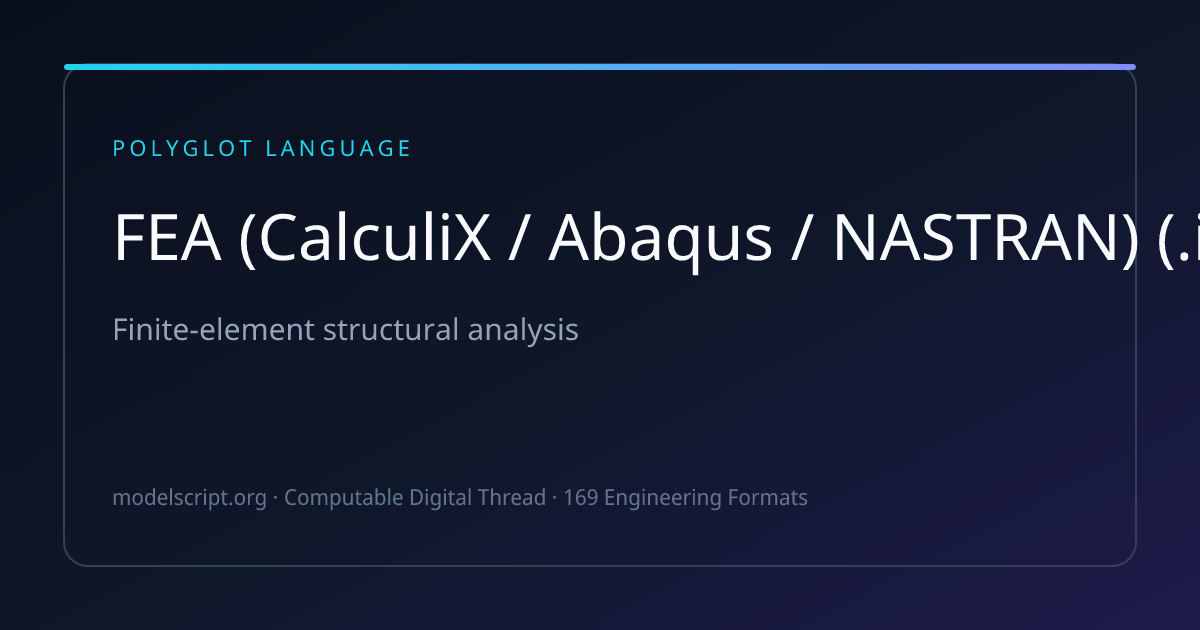 POLYGLOT LANGUAGE
FEA (CalculiX / Abaqus / NASTRAN) (.i
Finite-element structural analysis
modelscript.org · Computable Digital Thread · 169 Engineering Formats